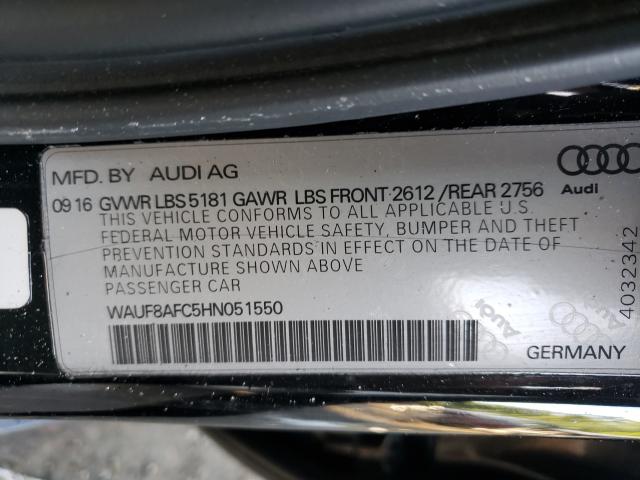 MFD. BY AUDI AG
Audi
09 16 GVWR LBS 5181 GAWR LBS FRONT 2612 /REAR 2756
THIS VEHICLE CONFORMS TO ALL APPLICABLE U.S.
FEDERAL MOTOR VEHICLE SAFETY, BUMPER AND THEFT
PREVENTION STANDARDS IN EFFECT ON THE DATE OF
MANUFACTURE SHOWN ABOVE
PASSENGER CAR
WAUF8AFC5HN051550
4032342
Audi
Audi
GERMANY